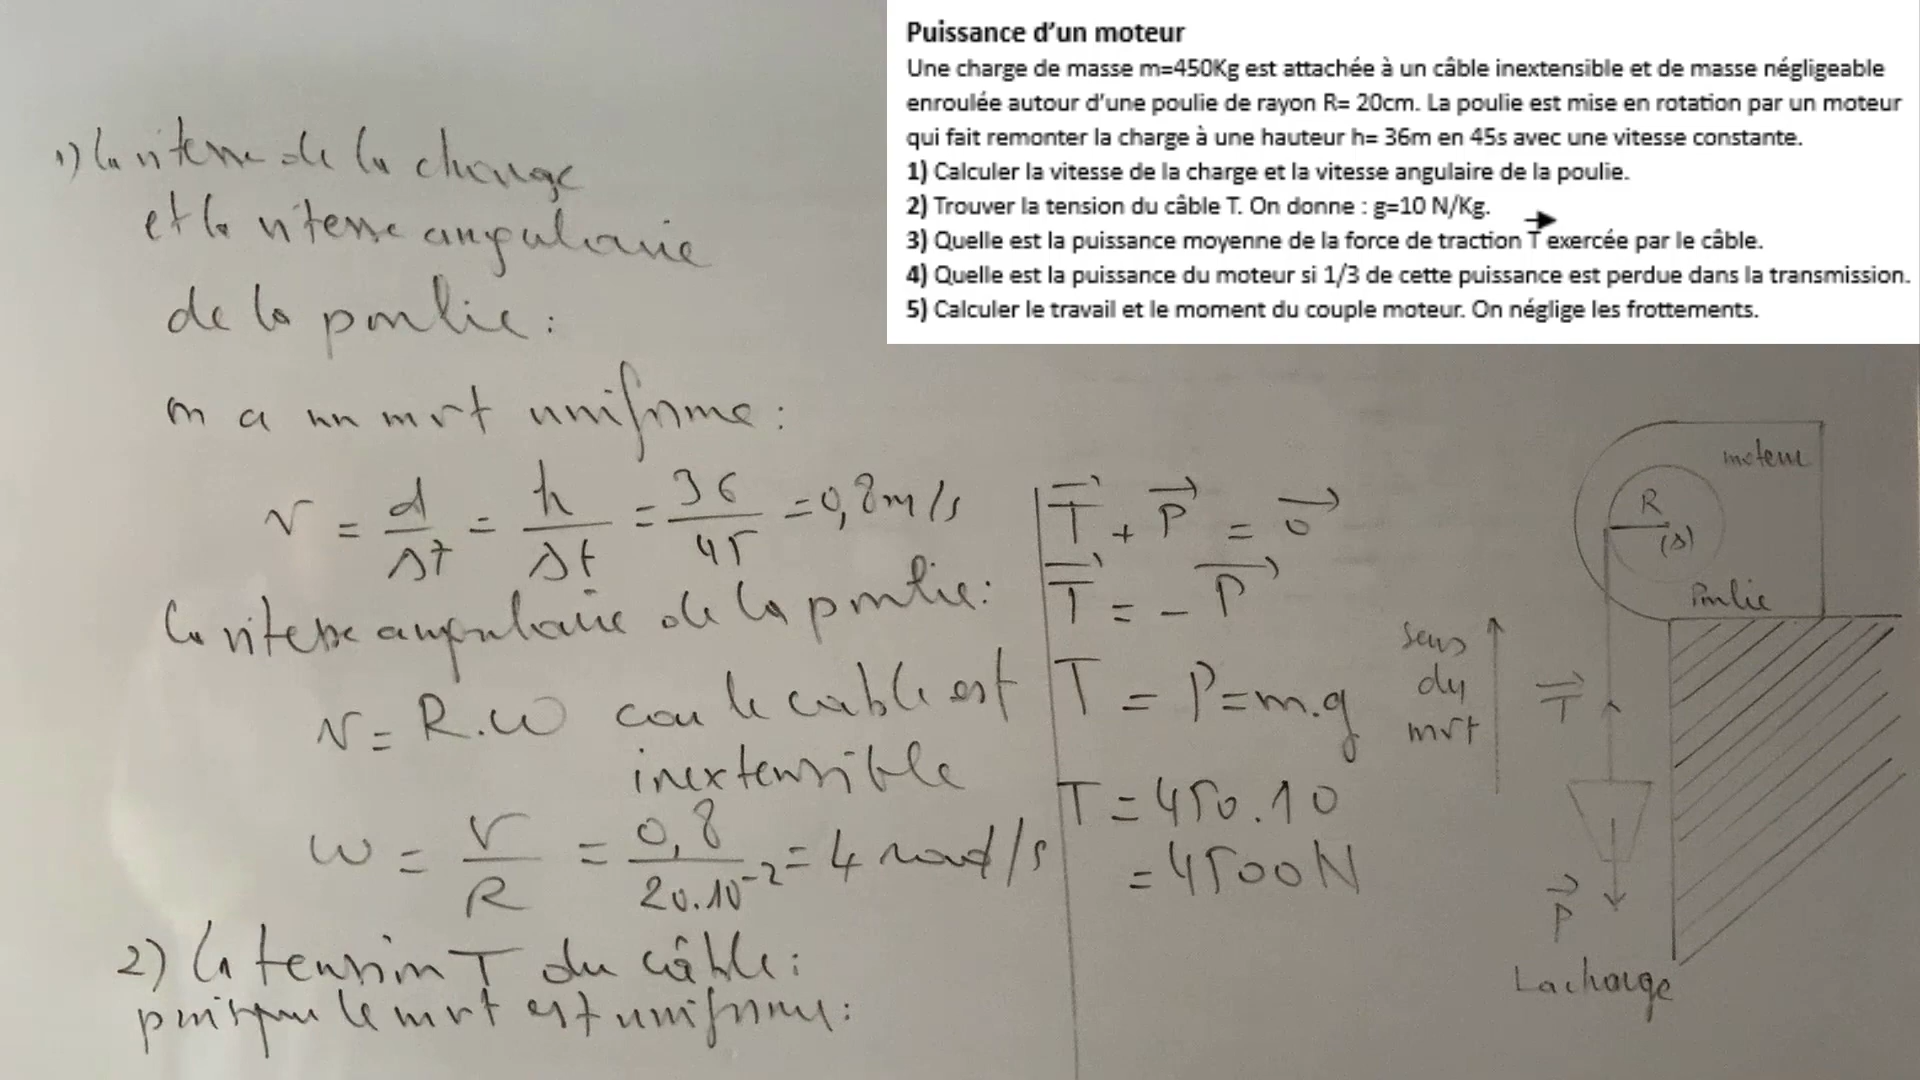 Puissance d'un moteur
Une charge de masse m=450Kg est attachée à un câble inextensible et de masse négligeable
enroulée autour d'une poulie de rayon R= 20cm. La poulie est mise en rotation par un moteur
qui fait remonter la charge à une hauteur h= 36m en 45s avec une vitesse constante.
1) Calculer la vitesse de la charge et la vitesse angulaire de la poulie.
2) Trouver la tension du câble T. On donne : g=10 N/Kg.
3) Quelle est la puissance moyenne de la force de traction T⃗ exercée par le câble.
4) Quelle est la puissance du moteur si 1/3 de cette puissance est perdue dans la transmission.
5) Calculer le travail et le moment du couple moteur. On néglige les frottements.
1) La vitesse de la charge
et la vitesse angulaire
de la poulie :
m a un mvt uniforme :
v = d/Δt = h/Δt = 36/45 = 0,8 m/s
La vitesse angulaire de la poulie :
v = R.ω car le cable est
inextensible
ω = v/R = 0,8/20.10⁻² = 4 rad/s
2) La tension T du câble :
puisque le mvt est uniforme :
T⃗ + P⃗ = 0⃗
T⃗ = - P⃗
T = P = m.g
T = 450.10
= 4500N
moteur
R
(Δ)
Poulie
sens
du
mvt
T⃗
P⃗
La charge